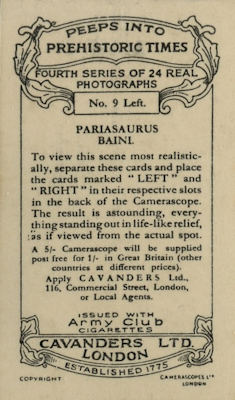 PEEPS INTO
PREHISTORIC TIMES
FOURTH SERIES OF 24 REAL
PHOTOGRAPHS
No. 9 Left.
PARIASAURUS
BAINI.
To view this scene most realistic-
ally, separate these cards and place
the cards marked "LEFT" and
"RIGHT" in their respective slots
in the back of the Camerascope.
The result is astounding, every-
thing standing out in life-like relief,
as if viewed from the actual spot.
A 5/- Camerascope will be supplied
post free for 1/- in Great Britain (other
countries at different prices).
Apply CAVANDERS Ltd.,
116, Commercial Street, London,
or Local Agents.
ISSUED WITH
Army Club
CIGARETTES
CAVANDERS LTD.
LONDON
ESTABLISHED 1775
COPYRIGHT
CAMERASCOPES LTD
LONDON